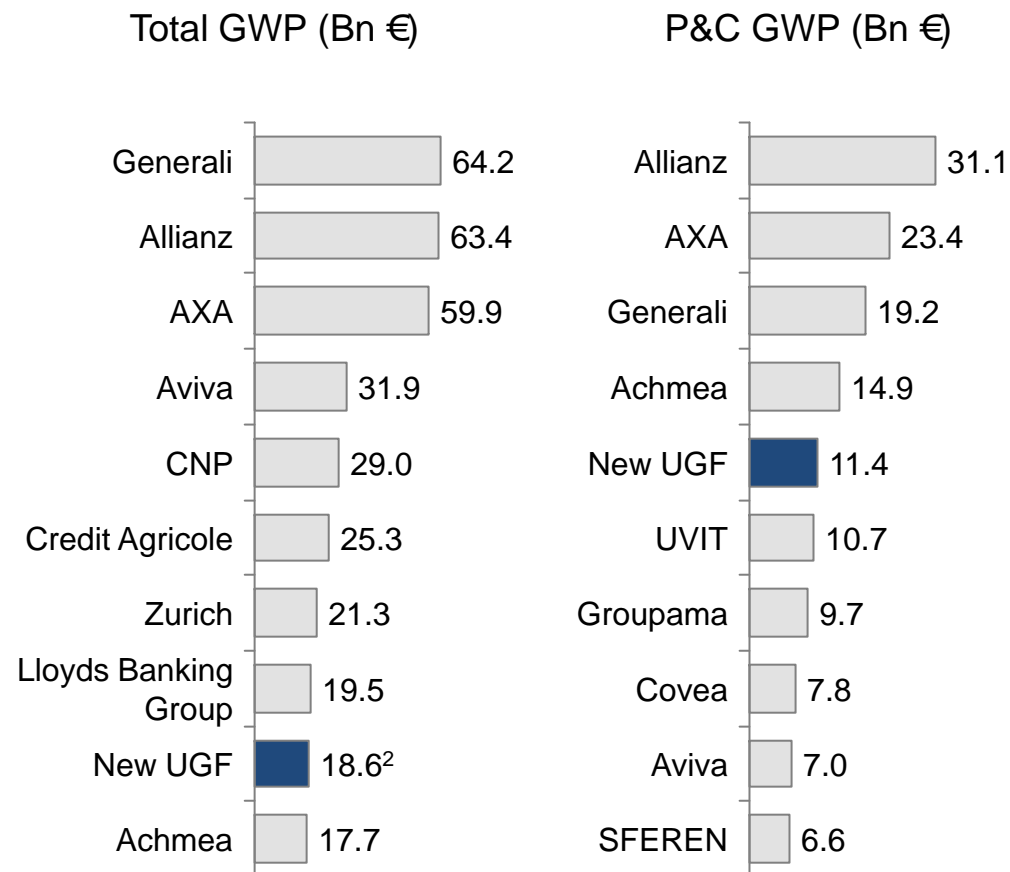 Total GWP (Bn €)
Generali 64.2
Allianz 63.4
AXA 59.9
Aviva 31.9
CNP 29.0
Credit Agricole 25.3
Zurich 21.3
Lloyds Banking
Group 19.5
New UGF 18.6²
Achmea 17.7
P&C GWP (Bn €)
Allianz 31.1
AXA 23.4
Generali 19.2
Achmea 14.9
New UGF 11.4
UVIT 10.7
Groupama 9.7
Covea 7.8
Aviva 7.0
SFEREN 6.6